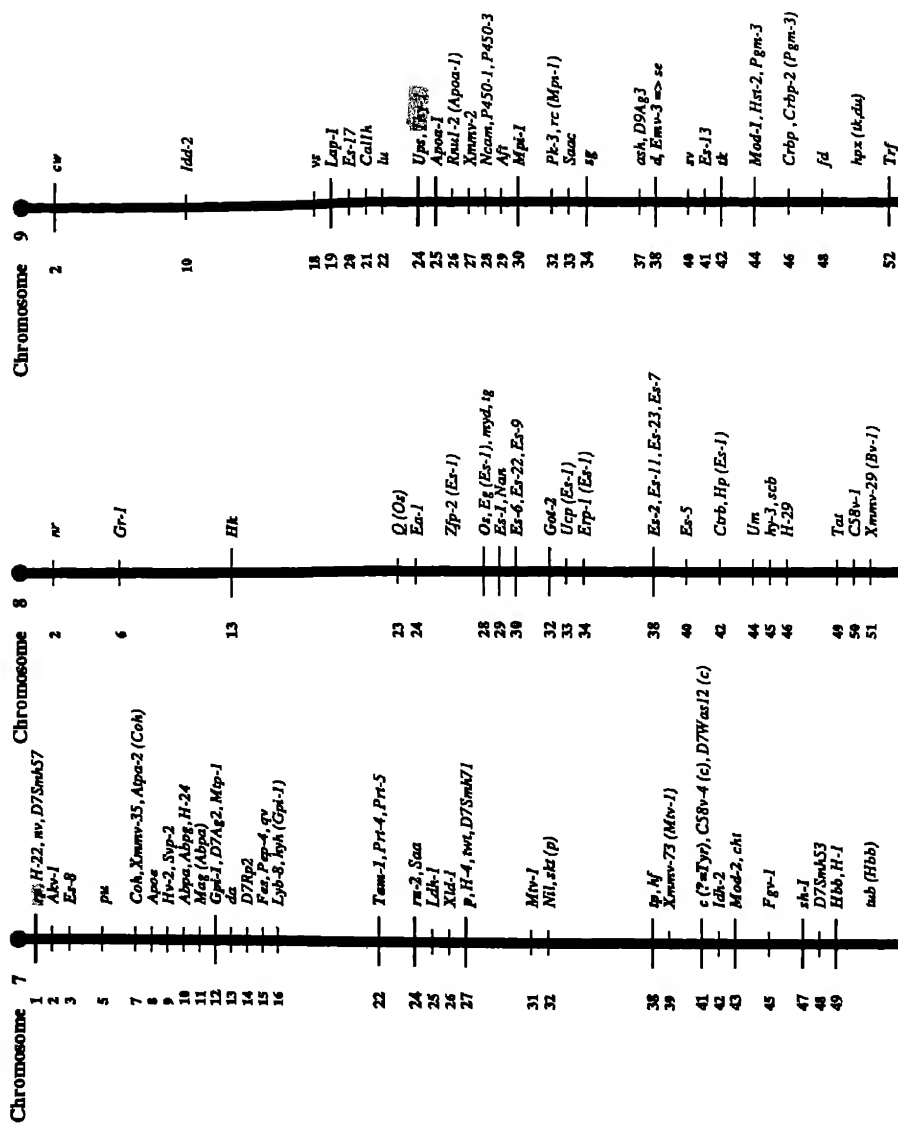 Chromosome 9
2 cw
10 Idd-2
18 vs
19 Lap-1
20 Es-17
21 Cal1h
22 lu
24 Ups,
25 Apoa-1
26 Rnu1-2 (Apoa-1)
27 Xmmv-2
28 Ncam, P450-1, P450-3
29 Aft
30 Mpi-1
32 Pk-3, rc (Mpi-1)
33 Saac
34 sg
37 ash, D9Ag3
38 d, Emv-3 => se
40 sv
41 Es-13
42 tk
44 Mod-1, Hst-2, Pgm-3
46 Crbp, Crbp-2 (Pgm-3)
48 fd
hpx (tk,du)
52 Trf
Chromosome 8
2 nr
6 Gr-1
13 Hk
23 Q (Os)
24 En-1
Zfp-2 (Es-1)
28 Os, Eg (Es-1), myd, tg
29 Es-1, Nan
30 Es-6, Es-22, Es-9
32 Got-2
33 Ucp (Es-1)
34 Erp-1 (Es-1)
38 Es-2, Es-11, Es-23, Es-7
40 Es-5
42 Ctrb, Hp (Es-1)
44 Um
45 hy-3, scb
46 H-29
49 Tat
50 C58v-1
51 Xmmv-29 (Bv-1)
Chromosome 7
1 H-22, nv, D7Smh57
2 Akv-1
3 Es-8
5 pu
7 Coh, Xmmv-35, Atpa-2 (Coh)
8 Apoe
9 Hv-2, Svp-2
10 Abpa, Abpg, H-24
11 Mag (Abpa)
12 Gpi-1, D7Ag2, Mtp-1
13 da
14 D7Rp2
15 Fes, Pep-4, qv
16 Lyb-8, hyh (Gpi-1)
22 Tam-1, Prt-4, Prt-5
24 ru-2, Saa
25 Ldh-1
26 Xld-1
27 p, H-4, twt, D7Smh71
31 Mtv-1
32 Nil, skt (p)
38 tp, hf
39 Xmmv-73 (Mtv-1)
41 c (?=Tyr), C58v-4 (c), D7Was12 (c)
42 Idh-2
43 Mod-2, cht
45 Fgv-1
47 sh-1
48 D7Smh53
49 Hbb, H-1
tub (Hbb)